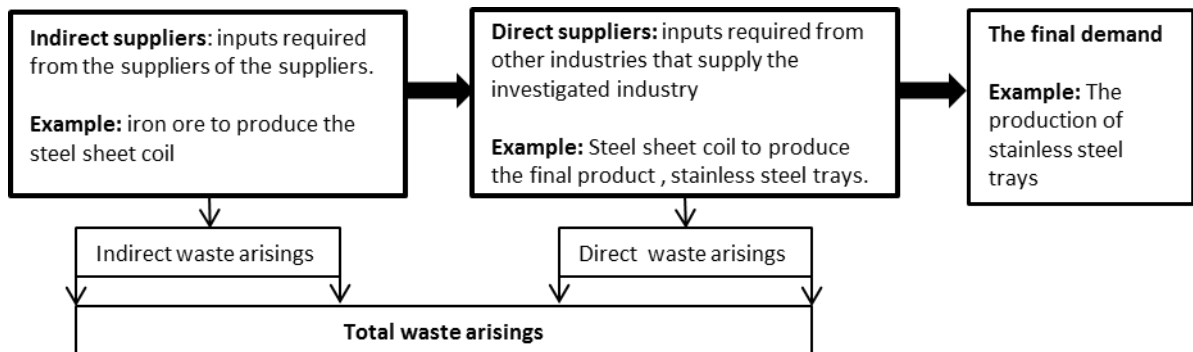 Indirect suppliers: inputs required
from the suppliers of the suppliers.
Example: iron ore to produce the
steel sheet coil
Direct suppliers: inputs required from
other industries that supply the
investigated industry
Example: Steel sheet coil to produce
the final product , stainless steel trays.
The final demand
Example: The
production of
stainless steel
trays
Indirect waste arisings
Direct waste arisings
Total waste arisings